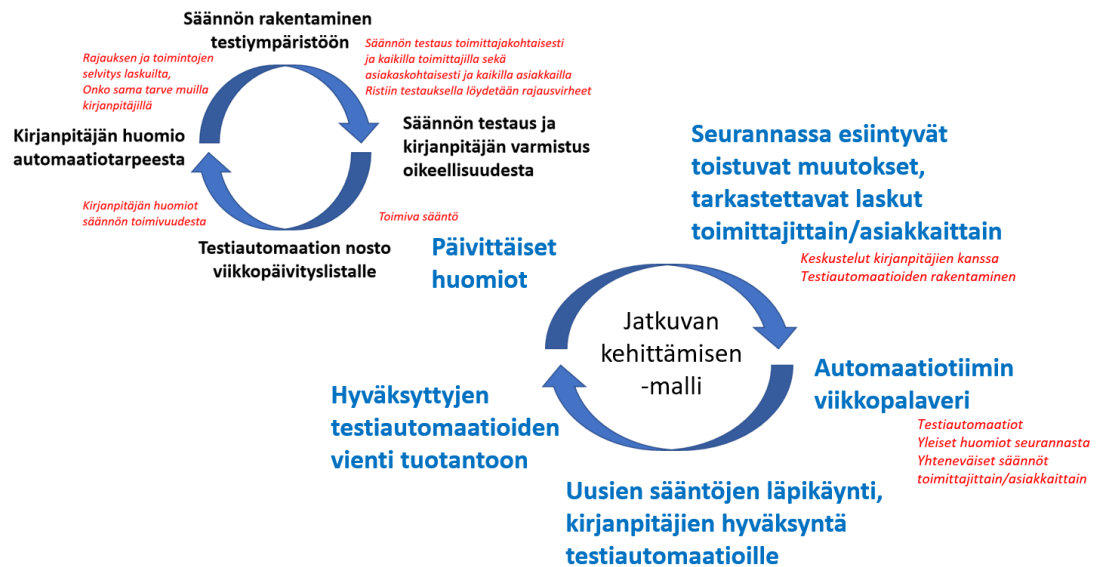 Säännön rakentaminen
testiympäristöön
Rajauksen ja toimintojen
selvitys laskuilta,
Onko sama tarve muilla
kirjanpitäjillä
Säännön testaus toimittajakohtaisesti
ja kaikilla toimittajilla sekä
asiakaskohtaisesti ja kaikilla asiakkailla
Ristiin testauksella löydetään rajausvirheet
Kirjanpitäjän huomio
automaatiotarpeesta
Säännön testaus ja
kirjanpitäjän varmistus
oikeellisuudesta
Kirjanpitäjän huomiot
säännön toimivuudesta
Toimiva sääntö
Testiautomaation nosto
viikkopäivityslistalle
Päivittäiset
huomiot
Seurannassa esiintyvät
toistuvat muutokset,
tarkastettavat laskut
toimittajittain/asiakkaittain
Keskustelut kirjanpitäjien kanssa
Testiautomaatioiden rakentaminen
Jatkuvan
kehittämisen
-malli
Automaatiotiimin
viikkopalaveri
Testiautomaatiot
Yleiset huomiot seurannasta
Yhteneväiset säännöt
toimittajittain/asiakkaittain
Hyväksyttyjen
testiautomaatioiden
vienti tuotantoon
Uusien sääntöjen läpikäynti,
kirjanpitäjien hyväksyntä
testiautomaatioille